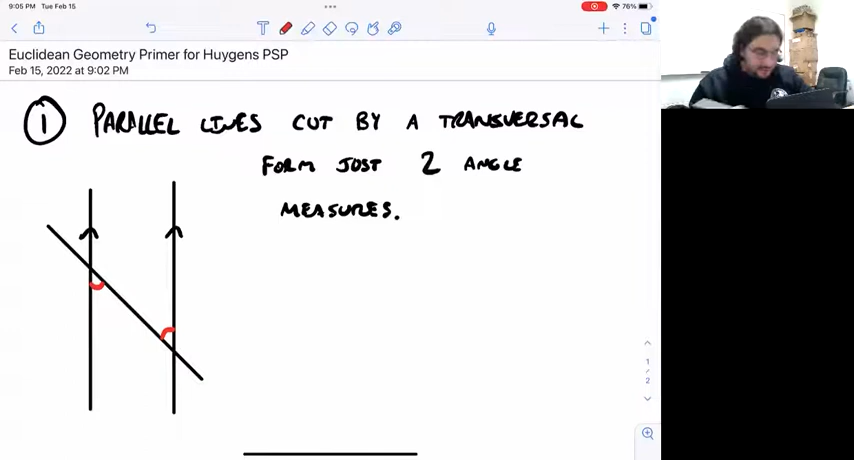 9:05 PM Tue Feb 15
76%
T
Euclidean Geometry Primer for Huygens PSP
Feb 15, 2022 at 9:02 PM
1 PARALLEL LINES CUT BY A TRANSVERSAL
FORM JUST 2 ANGLE
MEASURES.
1
/
2